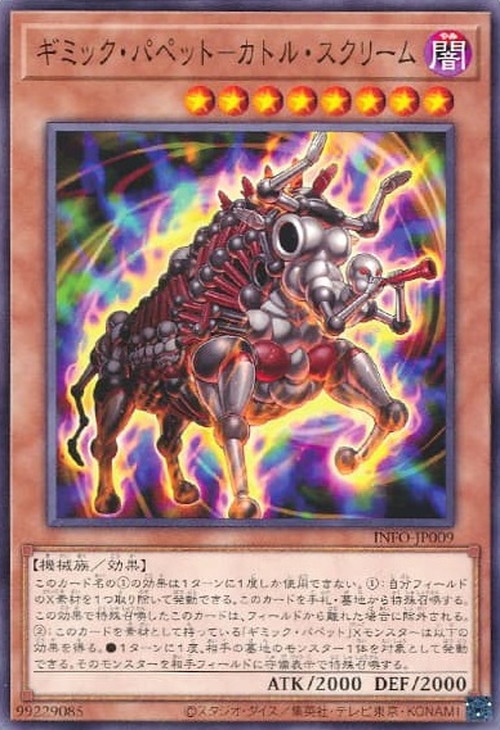 ギミック・パペット－カトル・スクリーム
やみ
闇
INFO-JP009
【機械族／効果】
このカード名の①の効果は1ターンに1度しか使用できない。①：自分フィールド
のX素材を1つ取り除いて発動できる。このカードを手札・墓地から特殊召喚する。
この効果で特殊召喚したこのカードは、フィールドから離れた場合に除外される。
②：このカードを素材として持っている「ギミック・パペット」Xモンスターは以下の
効果を得る。●1ターンに1度、相手の墓地のモンスター1体を対象として発動
できる。そのモンスターを相手フィールドに守備表示で特殊召喚する。
ATK/2000 DEF/2000
99229085 ©スタジオ・ダイス／集英社・テレビ東京・KONAMI